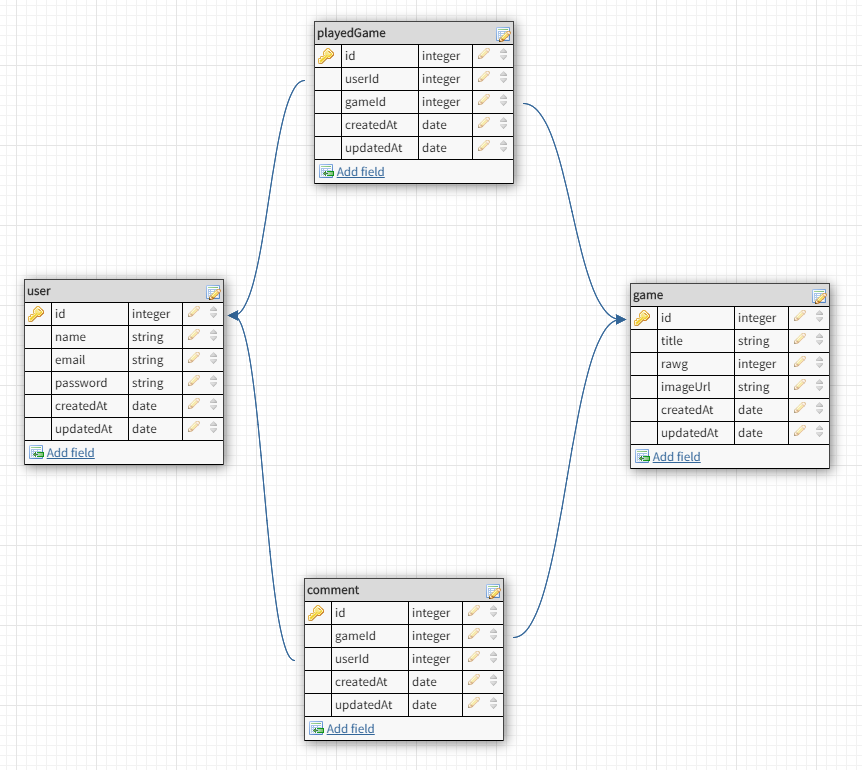 playedGame
id integer
userId integer
gameId integer
createdAt date
updatedAt date
Add field
user
id integer
name string
email string
password string
createdAt date
updatedAt date
Add field
game
id integer
title string
rawg integer
imageUrl string
createdAt date
updatedAt date
Add field
comment
id integer
gameId integer
userId integer
createdAt date
updatedAt date
Add field